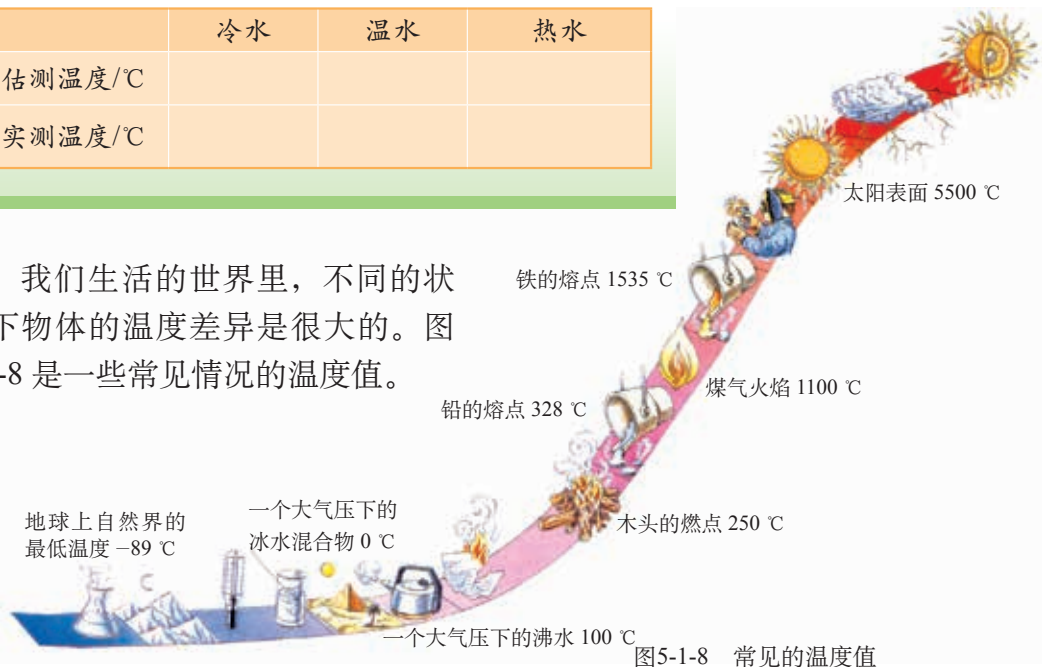 冷水 温水 热水
估测温度/℃
实测温度/℃
我们生活的世界里，不同的状
下物体的温度差异是很大的。图
-8 是一些常见情况的温度值。
太阳表面 5500 ℃
铁的熔点 1535 ℃
煤气火焰 1100 ℃
铅的熔点 328 ℃
木头的燃点 250 ℃
一个大气压下的
冰水混合物 0 ℃
地球上自然界的
最低温度 −89 ℃
一个大气压下的沸水 100 ℃
图5-1-8 常见的温度值